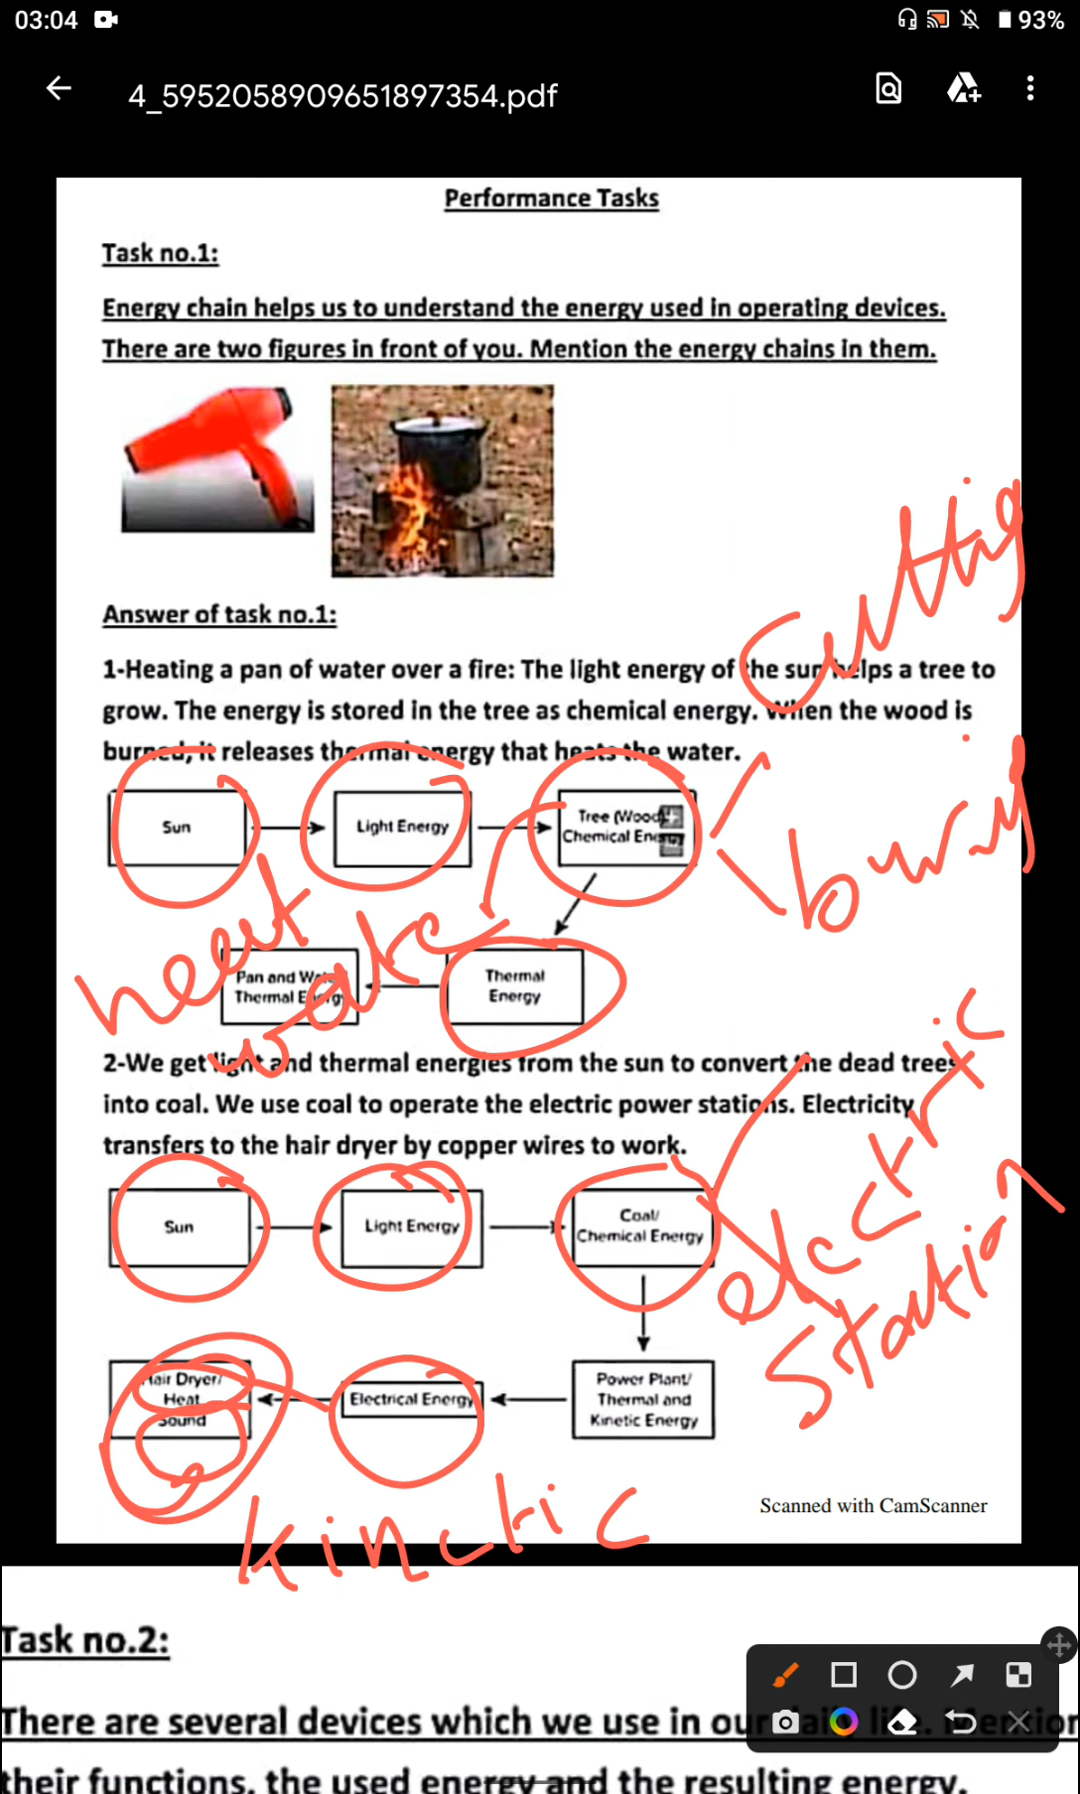 03:04
93%
4_5952058909651897354.pdf
Performance Tasks
Task no.1:
Energy chain helps us to understand the energy used in operating devices.
There are two figures in front of you. Mention the energy chains in them.
Answer of task no.1:
1-Heating a pan of water over a fire: The light energy of the sun helps a tree to
grow. The energy is stored in the tree as chemical energy. When the wood is
burned, it releases thermal energy that heats the water.
cutting
Sun
Light Energy
Tree (Wood)/
Chemical Energy
heat
Pan and Water
Thermal Energy
Thermal
Energy
2-We get light and thermal energies from the sun to convert the dead trees
into coal. We use coal to operate the electric power stations. Electricity
transfers to the hair dryer by copper wires to work.
Sun
Light Energy
Coal/
Chemical Energy
elcctric
station
Hair Dryer/
Heat
Sound
Electrical Energy
Power Plant/
Thermal and
Kinetic Energy
kinctic
Scanned with CamScanner
Task no.2:
There are several devices which we use in our daily life. Mention
their functions, the used energy and the resulting energy.